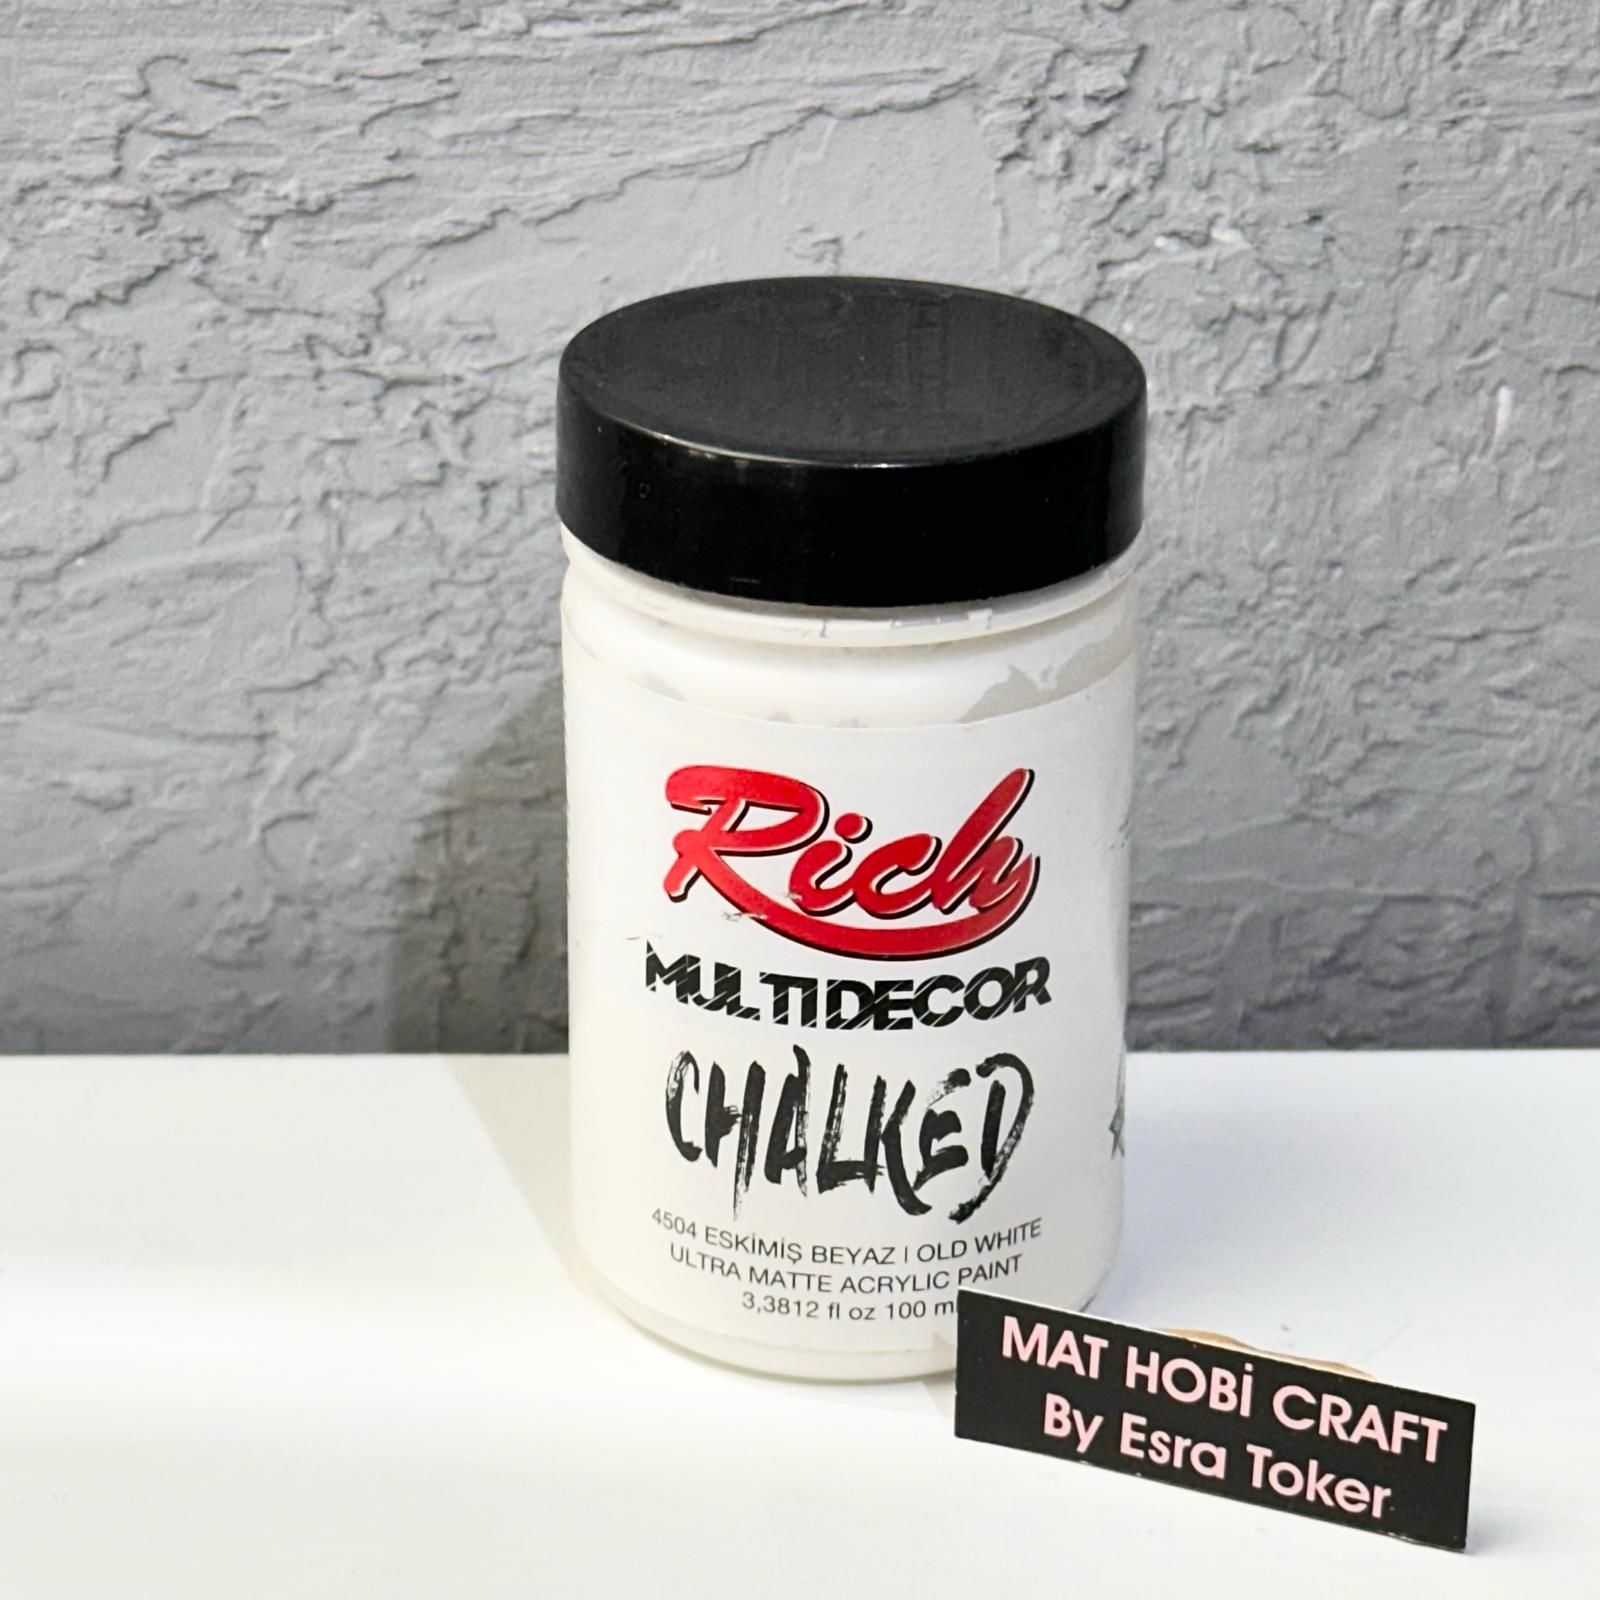 Rich
MULTIDECOR
CHALKED
4504 ESKİMİŞ BEYAZ | OLD WHITE
ULTRA MATTE ACRYLIC PAINT
3,3812 fl oz 100 ml
MAT HOBİ CRAFT
By Esra Toker